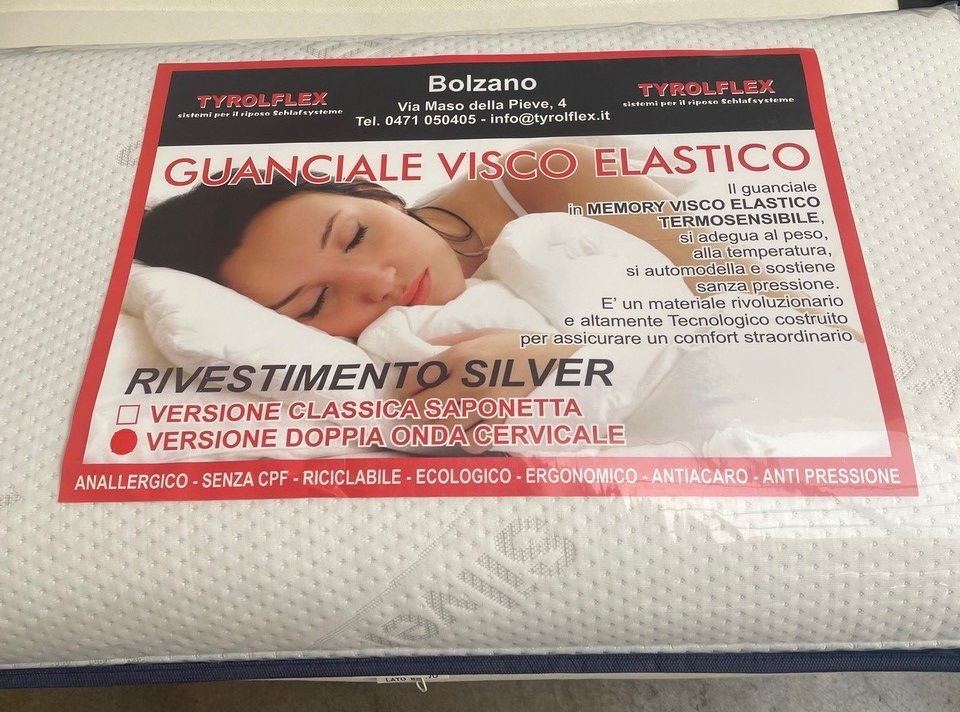 TYROLFLEX
sistemi per il riposo Schlafsysteme
Bolzano
Via Maso della Pieve, 4
Tel. 0471 050405 - info@tyrolflex.it
TYROLFLEX
sistemi per il riposo Schlafsysteme
GUANCIALE VISCO ELASTICO
Il guanciale
in MEMORY VISCO ELASTICO
TERMOSENSIBILE,
si adegua al peso,
alla temperatura,
si automodella e sostiene
sanza pressione.
E' un materiale rivoluzionario
e altamente Tecnologico costruito
per assicurare un comfort straordinario
RIVESTIMENTO SILVER
VERSIONE CLASSICA SAPONETTA
VERSIONE DOPPIA ONDA CERVICALE
ANALLERGICO - SENZA CPF - RICICLABILE - ECOLOGICO - ERGONOMICO - ANTIACARO - ANTI PRESSIONE
Silver
LATO